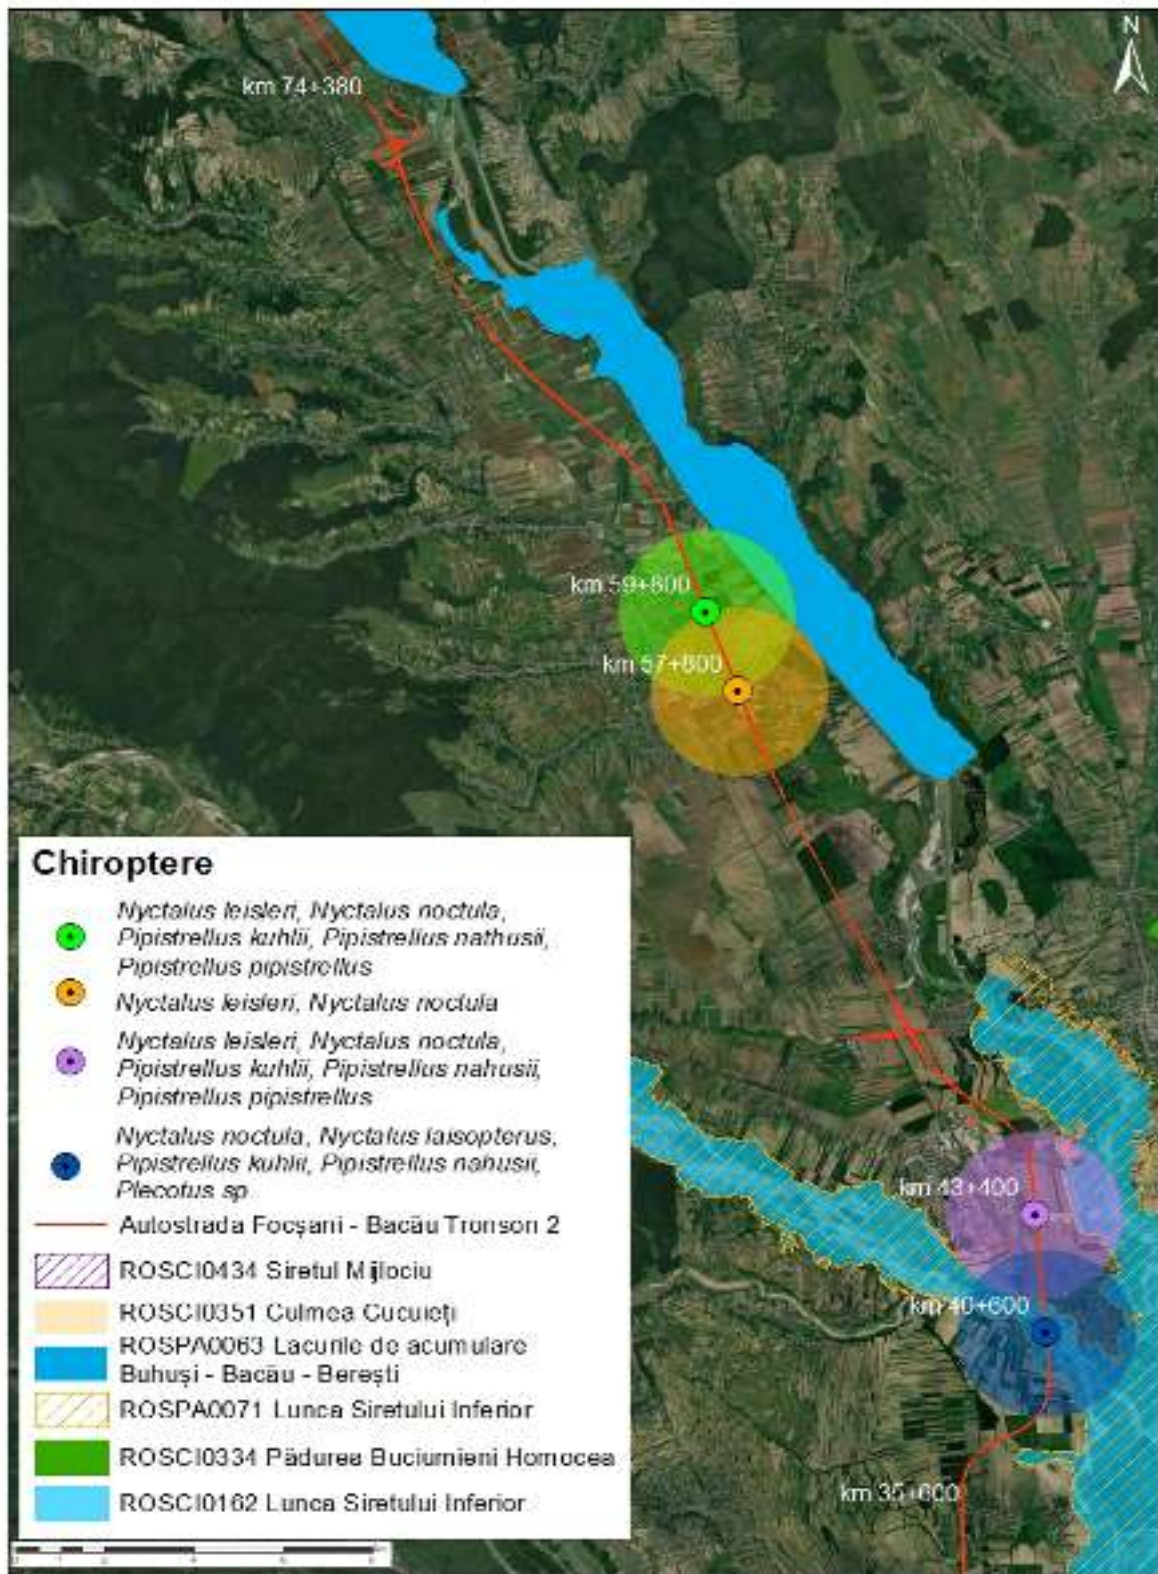 N
km 74+380
km 59+800
km 57+800
km 43+400
km 40+600
km 35+600
Chiroptere
Nyctalus leisleri, Nyctalus noctula,
Pipistrellus kuhlii, Pipistrellus nathusii,
Pipistrellus pipistrellus
Nyctalus leisleri, Nyctalus noctula
Nyctalus leisleri, Nyctalus noctula,
Pipistrellus kuhlii, Pipistrellus nahusii,
Pipistrellus pipistrellus
Nyctalus noctula, Nyctalus laisopterus,
Pipistrellus kuhlii, Pipistrellus nahusii,
Plecotus sp
Autostrada Focșani - Bacău Tronson 2
ROSCI0434 Siretul Mijlociu
ROSCI0351 Culmea Cucuieți
ROSPA0063 Lacurile de acumulare
Buhuși - Bacău - Berești
ROSPA0071 Lunca Siretului Inferior
ROSCI0334 Pădurea Buciumieni Homocea
ROSCI0162 Lunca Siretului Inferior